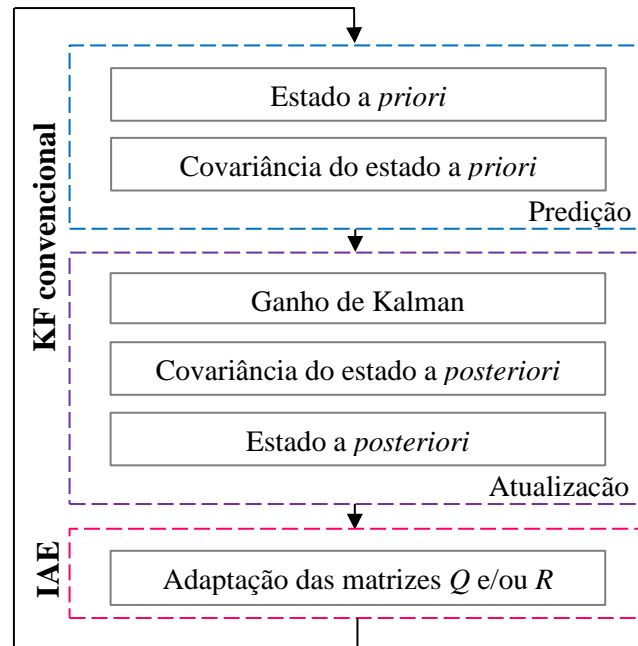 KF convencional
Estado a priori
Covariância do estado a priori
Predição
Ganho de Kalman
Covariância do estado a posteriori
Estado a posteriori
Atualização
IAE
Adaptação das matrizes Q e/ou R